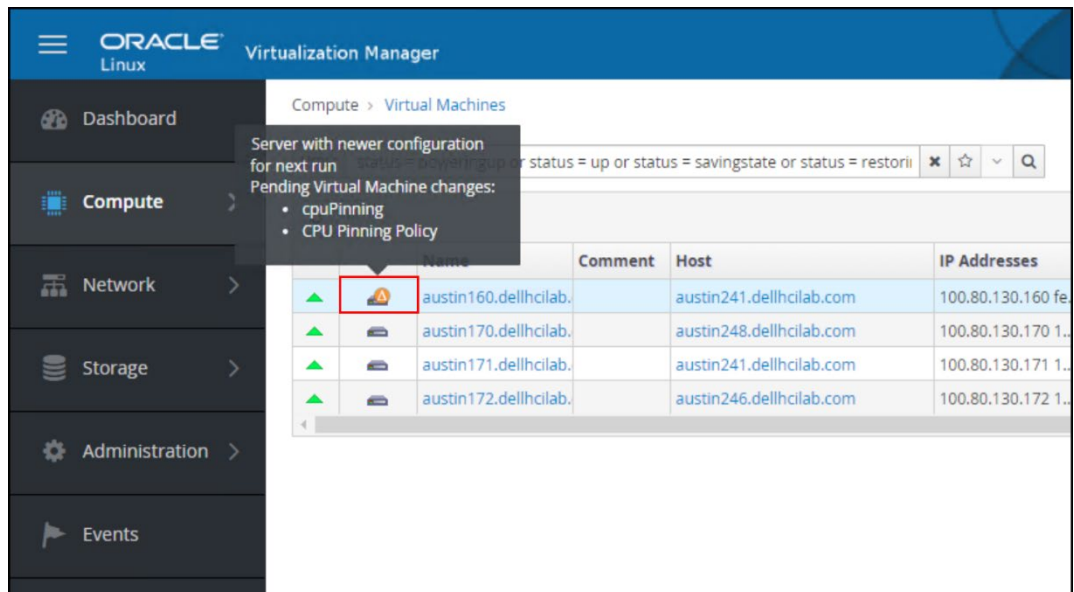 ORACLE
Linux
Virtualization Manager
Dashboard
Compute
Network
Storage
Administration
Events
Compute > Virtual Machines
Server with newer configuration
for next run
Pending Virtual Machine changes:
• cpuPinning
• CPU Pinning Policy
status = poweringup or status = up or status = savingstate or status = restorin
Name Comment Host IP Addresses
austin160.dellhcilab. austin241.dellhcilab.com 100.80.130.160 fe.
austin170.dellhcilab. austin248.dellhcilab.com 100.80.130.170 1..
austin171.dellhcilab. austin241.dellhcilab.com 100.80.130.171 1..
austin172.dellhcilab. austin246.dellhcilab.com 100.80.130.172 1..